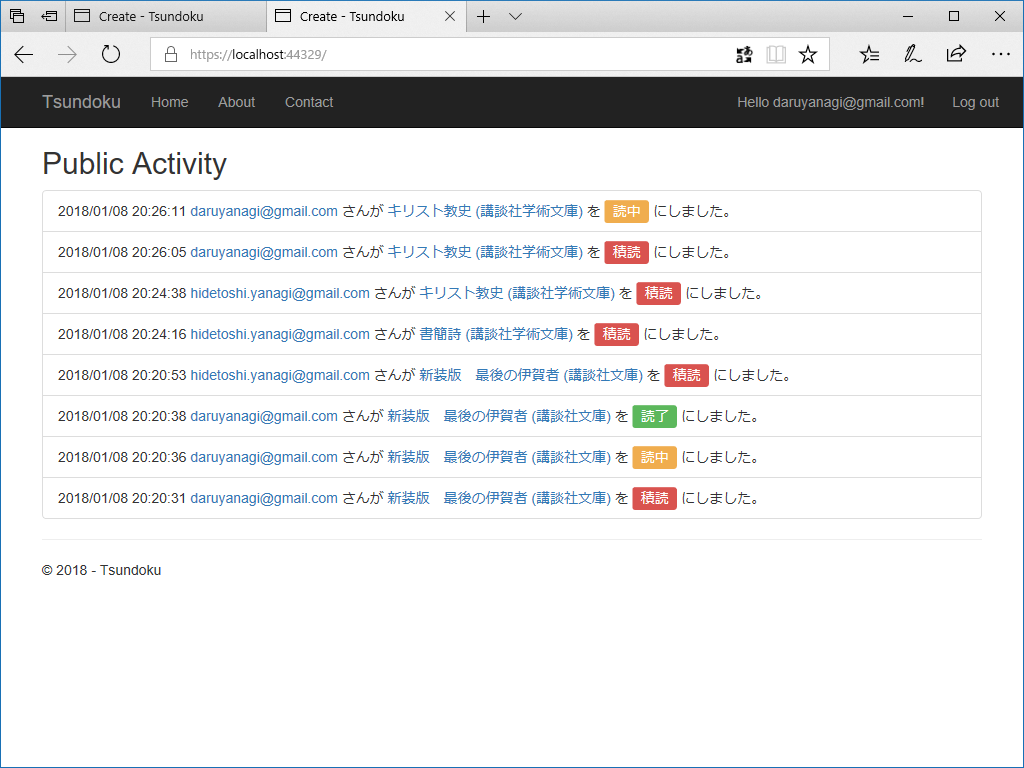 Create - Tsundoku
Create - Tsundoku
https://localhost:44329/
Tsundoku Home About Contact Hello daruyanagi@gmail.com! Log out
Public Activity
2018/01/08 20:26:11 daruyanagi@gmail.com さんが キリスト教史 (講談社学術文庫) を 読中 にしました。
2018/01/08 20:26:05 daruyanagi@gmail.com さんが キリスト教史 (講談社学術文庫) を 積読 にしました。
2018/01/08 20:24:38 hidetoshi.yanagi@gmail.com さんが キリスト教史 (講談社学術文庫) を 積読 にしました。
2018/01/08 20:24:16 hidetoshi.yanagi@gmail.com さんが 書簡詩 (講談社学術文庫) を 積読 にしました。
2018/01/08 20:20:53 hidetoshi.yanagi@gmail.com さんが 新装版　最後の伊賀者 (講談社文庫) を 積読 にしました。
2018/01/08 20:20:38 daruyanagi@gmail.com さんが 新装版　最後の伊賀者 (講談社文庫) を 読了 にしました。
2018/01/08 20:20:36 daruyanagi@gmail.com さんが 新装版　最後の伊賀者 (講談社文庫) を 読中 にしました。
2018/01/08 20:20:31 daruyanagi@gmail.com さんが 新装版　最後の伊賀者 (講談社文庫) を 積読 にしました。
© 2018 - Tsundoku